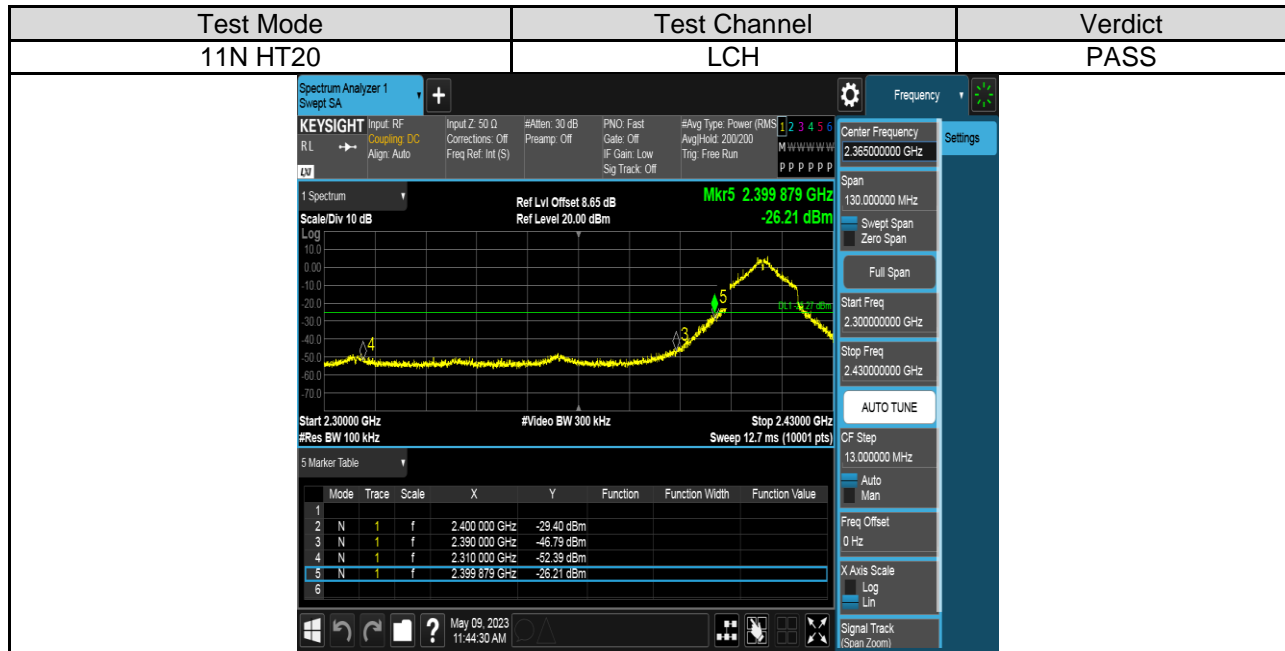 Test Mode Test Channel Verdict
11N HT20 LCH PASS
Spectrum Analyzer 1
Swept SA
+
Frequency
KEYSIGHT Input: RF Input Z: 50 Ω #Atten: 30 dB PNO: Fast #Avg Type: Power (RMS 1 2 3 4 5 6
RL Coupling: DC Corrections: Off Preamp: Off Gate: Off Avg|Hold: 200/200 M W W W W W
Align: Auto Freq Ref: Int (S) IF Gain: Low Trig: Free Run
LXI Sig Track: Off P P P P P P
1 Spectrum Ref Lvl Offset 8.65 dB Mkr5 2.399 879 GHz
Scale/Div 10 dB Ref Level 20.00 dBm -26.21 dBm
Log
10.0
0.00
-10.0
-20.0 5
-30.0
-40.0 4 3
-50.0
-60.0
-70.0
Start 2.30000 GHz #Video BW 300 kHz Stop 2.43000 GHz
#Res BW 100 kHz Sweep 12.7 ms (10001 pts)
5 Marker Table
Mode Trace Scale X Y Function Function Width Function Value
1
2 N 1 f 2.400 000 GHz -29.40 dBm
3 N 1 f 2.390 000 GHz -46.79 dBm
4 N 1 f 2.310 000 GHz -52.39 dBm
5 N 1 f 2.399 879 GHz -26.21 dBm
6
? May 09, 2023
11:44:30 AM
Center Frequency
2.365000000 GHz
Settings
Span
130.000000 MHz
Swept Span
Zero Span
Full Span
Start Freq
2.300000000 GHz
Stop Freq
2.430000000 GHz
AUTO TUNE
CF Step
13.000000 MHz
Auto
Man
Freq Offset
0 Hz
X Axis Scale
Log
Lin
Signal Track
(Span Zoom)